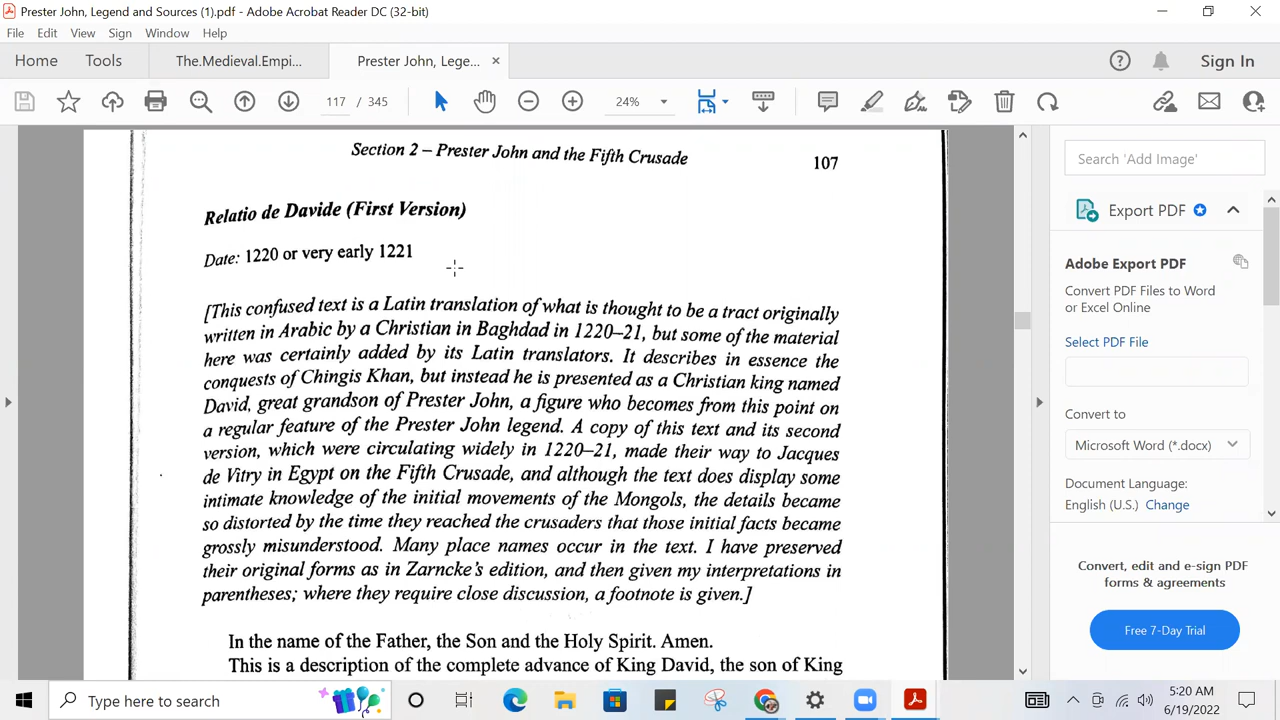 Prester John, Legend and Sources (1).pdf - Adobe Acrobat Reader DC (32-bit)
File Edit View Sign Window Help
Home Tools The.Medieval.Empi... Prester John, Lege... × Sign In
117 / 345 24%
Section 2 – Prester John and the Fifth Crusade 107
Relatio de Davide (First Version)
Date: 1220 or very early 1221
[This confused text is a Latin translation of what is thought to be a tract originally
written in Arabic by a Christian in Baghdad in 1220–21, but some of the material
here was certainly added by its Latin translators. It describes in essence the
conquests of Chingis Khan, but instead he is presented as a Christian king named
David, great grandson of Prester John, a figure who becomes from this point on
a regular feature of the Prester John legend. A copy of this text and its second
version, which were circulating widely in 1220–21, made their way to Jacques
de Vitry in Egypt on the Fifth Crusade, and although the text does display some
intimate knowledge of the initial movements of the Mongols, the details became
so distorted by the time they reached the crusaders that those initial facts became
grossly misunderstood. Many place names occur in the text. I have preserved
their original forms as in Zarncke's edition, and then given my interpretations in
parentheses; where they require close discussion, a footnote is given.]
In the name of the Father, the Son and the Holy Spirit. Amen.
This is a description of the complete advance of King David, the son of King
Search 'Add Image'
Export PDF
Adobe Export PDF
Convert PDF Files to Word
or Excel Online
Select PDF File
Convert to
Microsoft Word (*.docx)
Document Language:
English (U.S.) Change
Convert, edit and e-sign PDF
forms & agreements
Free 7-Day Trial
Type here to search
5:20 AM
6/19/2022